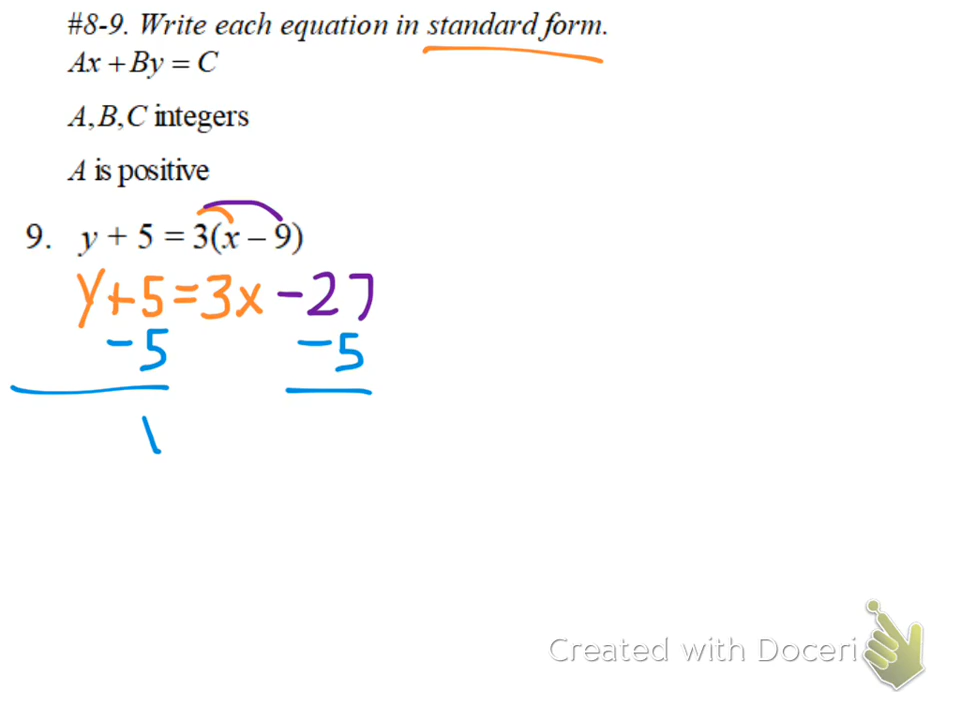 #8-9. Write each equation in standard form.
Ax + By = C
A, B, C integers
A is positive
9. y + 5 = 3(x – 9)
y+5=3x-27
-5 -5
Created with Doceri